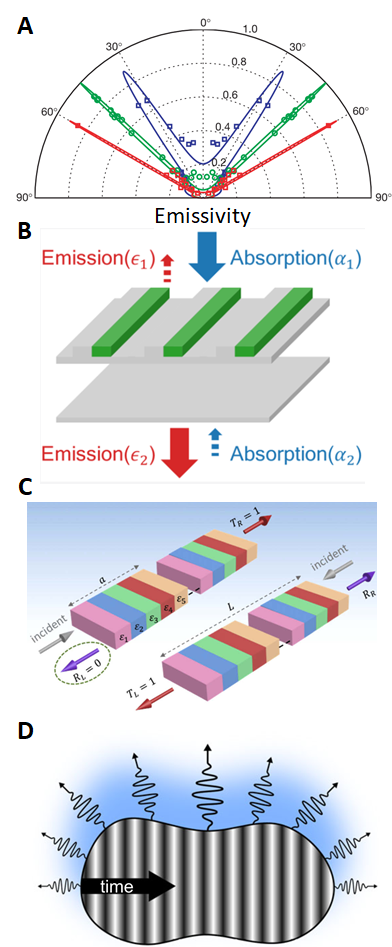 A
0°
1.0
30°
30°
0.8
0.6
60°
0.4
60°
0.2
90°
90°
Emissivity
B
Emission(ϵ₁)
Absorption(α₁)
Emission(ϵ₂)
Absorption(α₂)
C
T_R = 1
a
incident
ε₁
ε₂
ε₃
ε₄
ε₅
R_L = 0
L
incident
R_R
T_L = 1
D
time